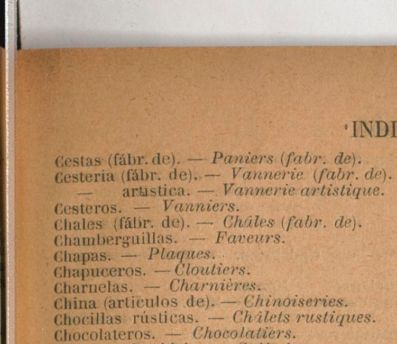 INDI
Cestas (fábr. de). — Paniers (fabr. de).
Cesteria (fábr. de). — Vannerie (fabr. de).
— artistica. — Vannerie artistique.
Cesteros. — Vanniers.
Chales (fábr. de). — Châles (fabr. de).
Chamberguillas. — Faveurs.
Chapas. — Plaques.
Chapuceros. — Cloutiers.
Charnelas. — Charnières.
China (artículos de). — Chinoiseries.
Chocillas rústicas. — Châlets rustiques.
Chocolateros. — Chocolatiers.